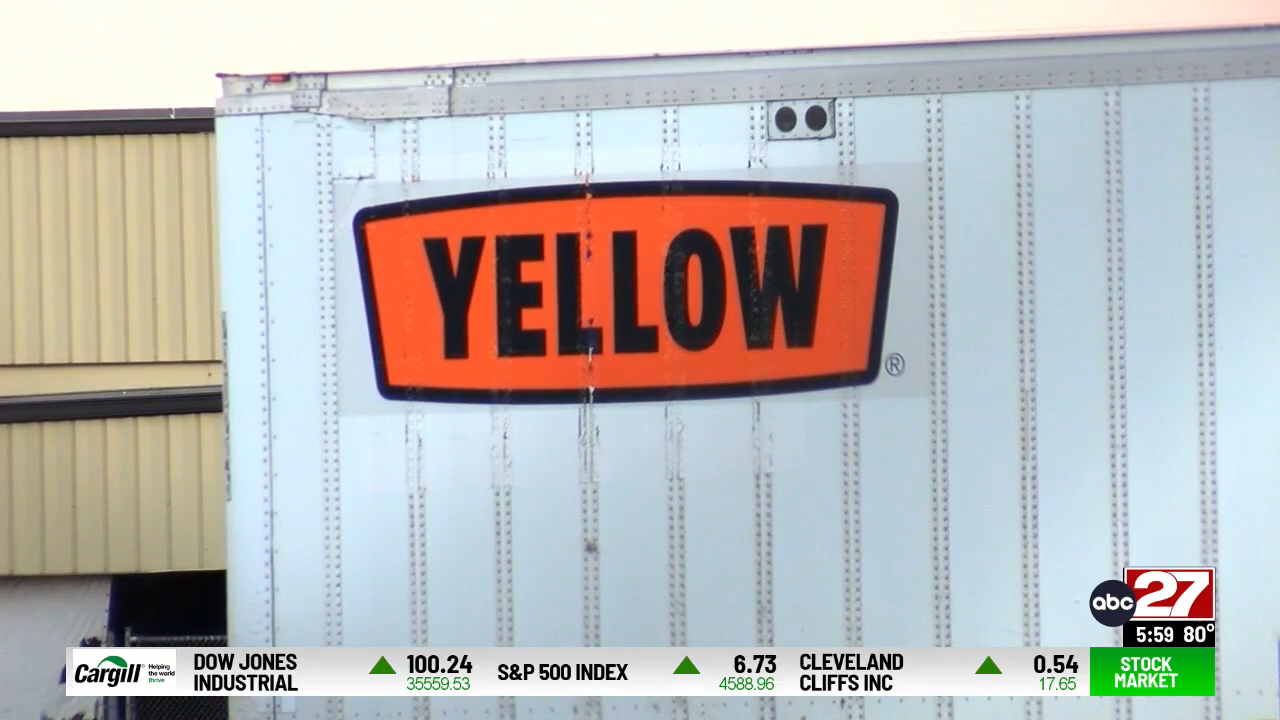 YELLOW
®
abc 27
5:59 80°
Cargill® Helping the world thrive
DOW JONES INDUSTRIAL
100.24
35559.53
S&P 500 INDEX
6.73
4588.96
CLEVELAND CLIFFS INC
0.54
17.65
STOCK MARKET